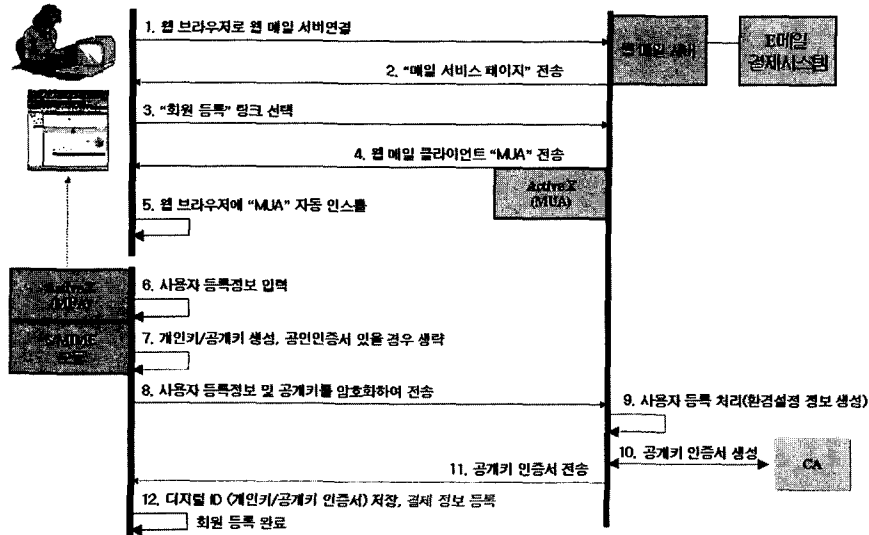 1. 웹 브라우저로 웹 메일 서버연결
웹 메일 서버
E메일
결제시스템
2. “메일 서비스 페이지” 전송
3. “회원 등록” 링크 선택
4. 웹 메일 클라이언트 “MUA” 전송
ActiveX
(MUA)
5. 웹 브라우저에 “MUA” 자동 인스톨
ActiveX
(MUA)
6. 사용자 등록정보 입력
S/MIME
7. 개인키/공개키 생성, 공인인증서 있을 경우 생략
8. 사용자 등록정보 및 공개키를 암호화하여 전송
9. 사용자 등록 처리(환경설정 정보 생성)
10. 공개키 인증서 생성
CA
11. 공개키 인증서 전송
12. 디지털 ID (개인키/공개키 인증서) 저장, 결제 정보 등록
회원 등록 완료